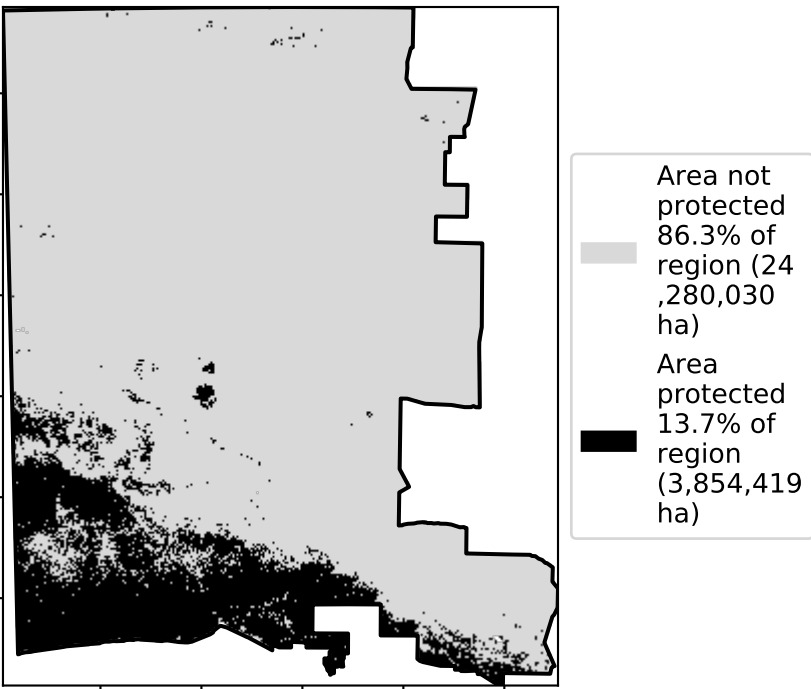 Area not
protected
86.3% of
region (24
,280,030
ha)
Area
protected
13.7% of
region
(3,854,419
ha)